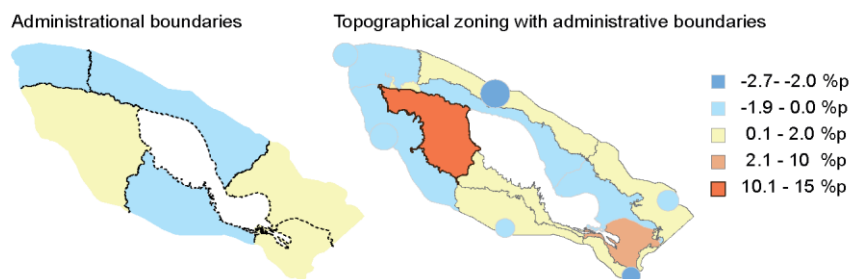 Administrational boundaries
Topographical zoning with administrative boundaries
-2.7- -2.0 %p
-1.9 - 0.0 %p
0.1 - 2.0 %p
2.1 - 10 %p
10.1 - 15 %p